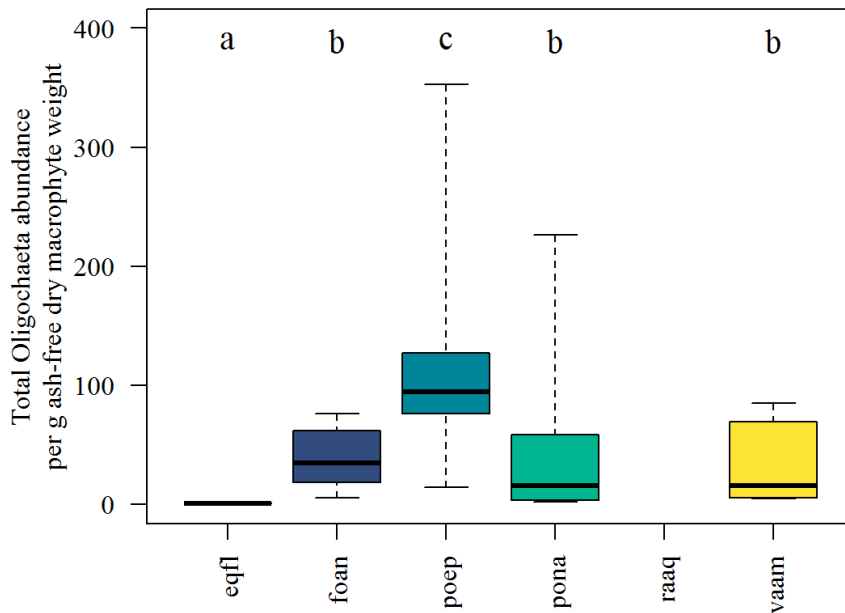 Total Oligochaeta abundance
per g ash-free dry macrophyte weight
400
300
200
100
0
a b c b b
eqfl foan poep pona raaq vaam